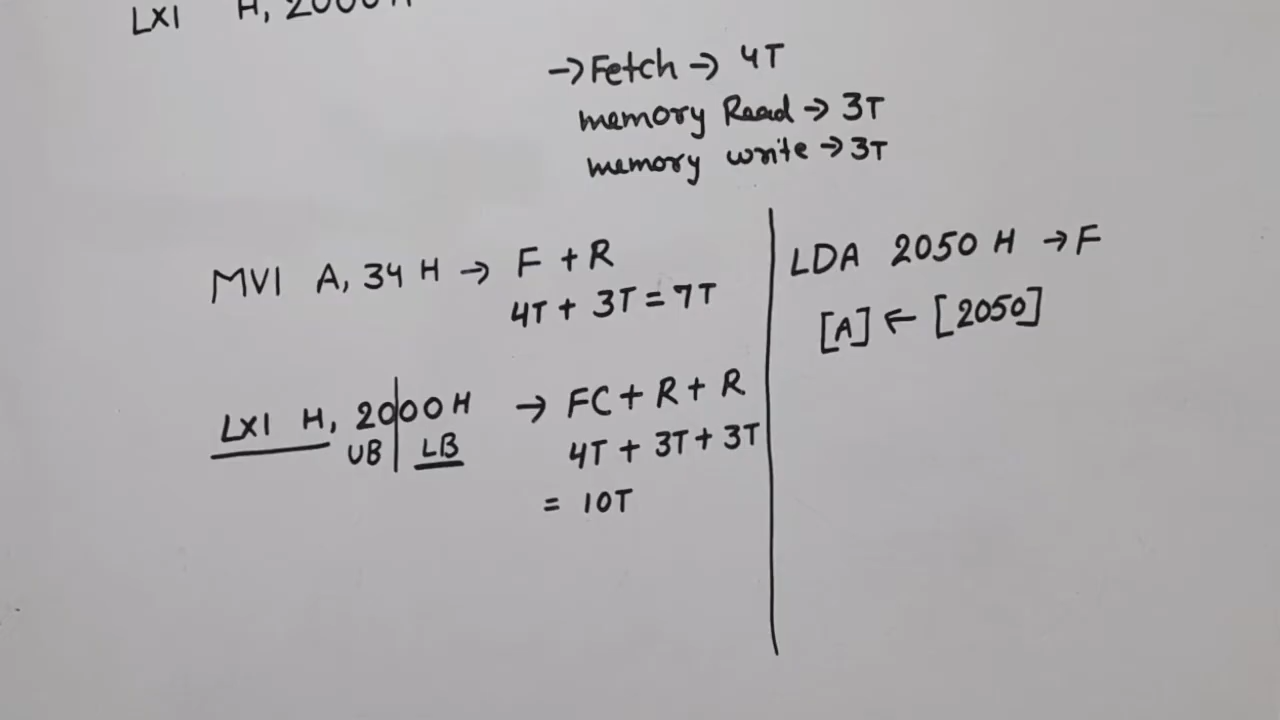 LXI H, 2000 H
→ Fetch → 4T
memory Read → 3T
memory write → 3T
MVI A, 34 H → F + R
4T + 3T = 7T
LXI H, 2000 H → FC + R + R
UB LB
4T + 3T + 3T
= 10T
LDA 2050 H → F
[A] ← [2050]